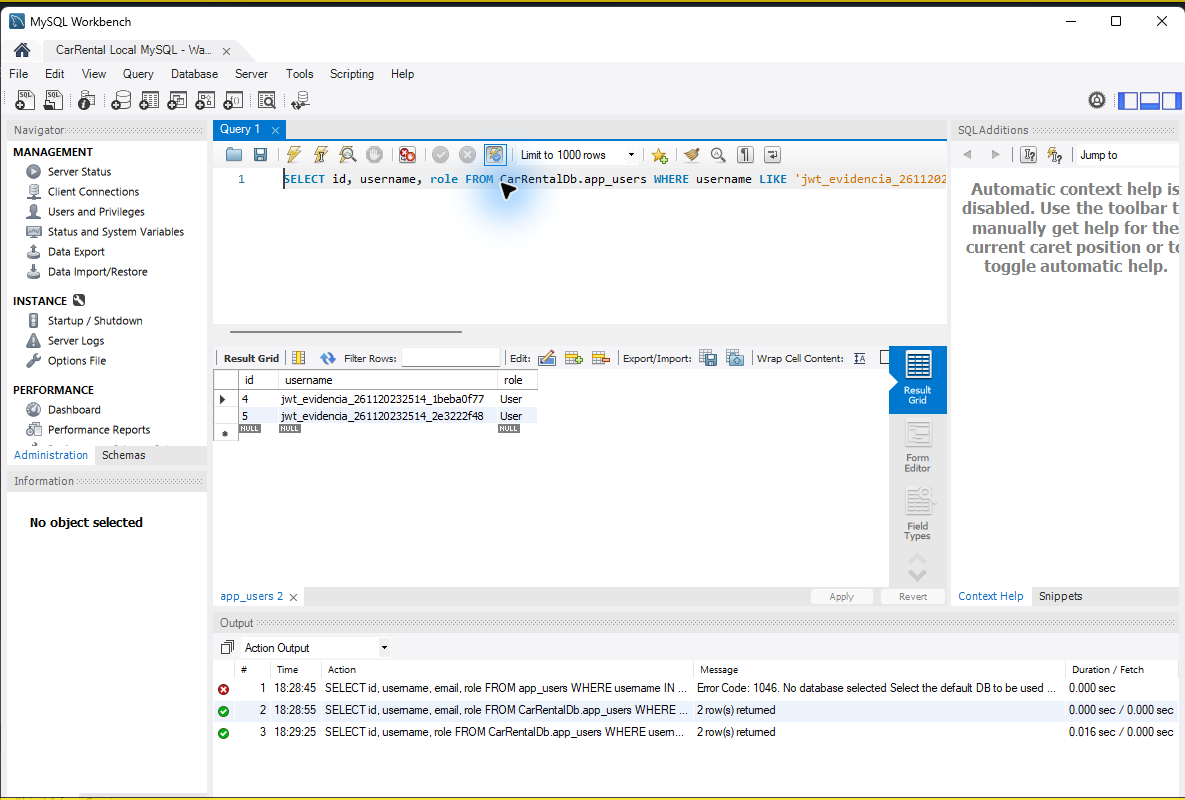 MySQL Workbench
CarRental Local MySQL - Wa...
File Edit View Query Database Server Tools Scripting Help
Navigator
MANAGEMENT
Server Status
Client Connections
Users and Privileges
Status and System Variables
Data Export
Data Import/Restore
INSTANCE
Startup / Shutdown
Server Logs
Options File
PERFORMANCE
Dashboard
Performance Reports
Administration Schemas
Information
No object selected
Query 1
Limit to 1000 rows
1 SELECT id, username, role FROM CarRentalDb.app_users WHERE username LIKE 'jwt_evidencia_261120232514
Result Grid Filter Rows: Edit: Export/Import: Wrap Cell Content:
id username role
4 jwt_evidencia_261120232514_1beba0f77 User
5 jwt_evidencia_261120232514_2e3222f48 User
NULL NULL NULL
Result Grid
Form Editor
Field Types
app_users 2
Apply Revert
SQLAdditions
Jump to
Automatic context help is
disabled. Use the toolbar
manually get help for the
current caret position or to
toggle automatic help.
Context Help Snippets
Output
Action Output
# Time Action Message Duration / Fetch
1 18:28:45 SELECT id, username, email, role FROM app_users WHERE username IN ... Error Code: 1046. No database selected Select the default DB to be used ... 0.000 sec
2 18:28:55 SELECT id, username, email, role FROM CarRentalDb.app_users WHERE ... 2 row(s) returned 0.000 sec / 0.000 sec
3 18:29:25 SELECT id, username, role FROM CarRentalDb.app_users WHERE usern... 2 row(s) returned 0.016 sec / 0.000 sec